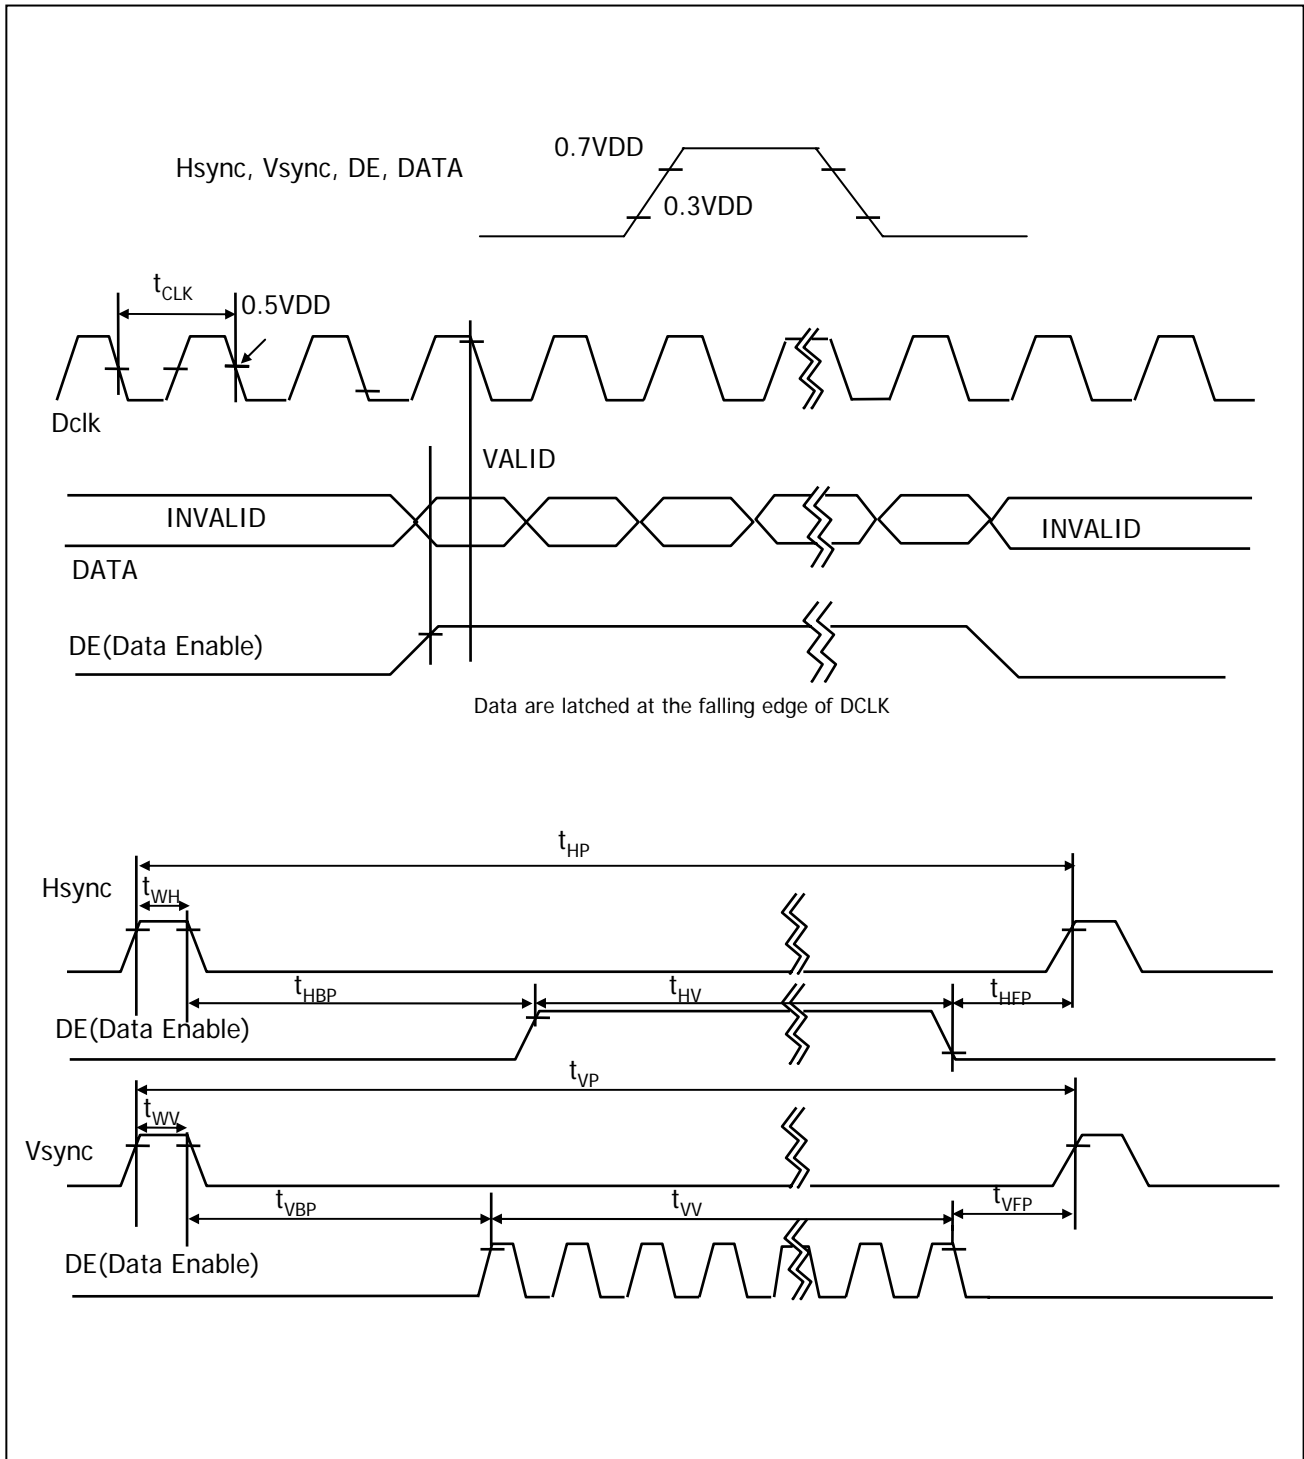 0.7VDD
Hsync, Vsync, DE, DATA
0.3VDD
tCLK
0.5VDD
Dclk
VALID
INVALID
INVALID
DATA
DE(Data Enable)
Data are latched at the falling edge of DCLK
tHP
Hsync
tWH
tHBP
tHV
tHFP
DE(Data Enable)
tVP
tWV
Vsync
tVBP
tVV
tVFP
DE(Data Enable)